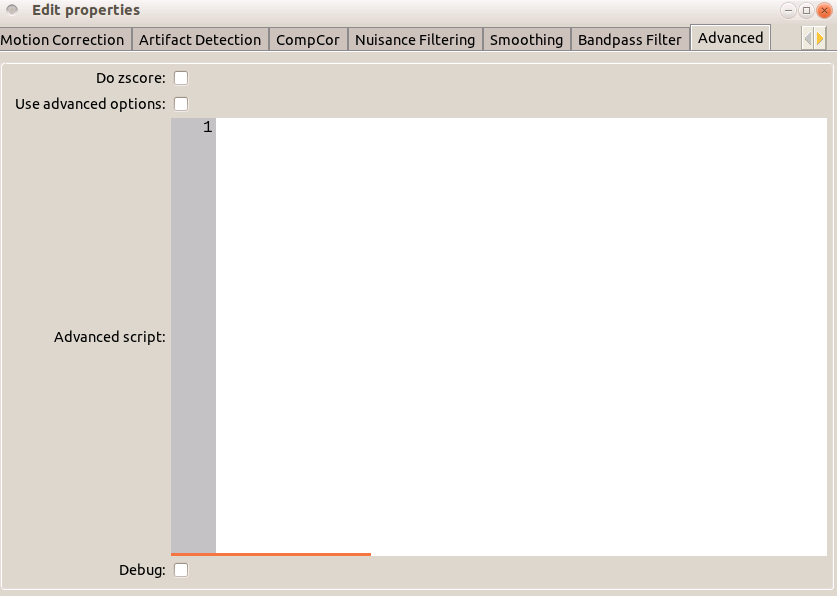 Edit properties
Motion Correction Artifact Detection CompCor Nuisance Filtering Smoothing Bandpass Filter Advanced
Do zscore:
Use advanced options:
1
Advanced script:
Debug: